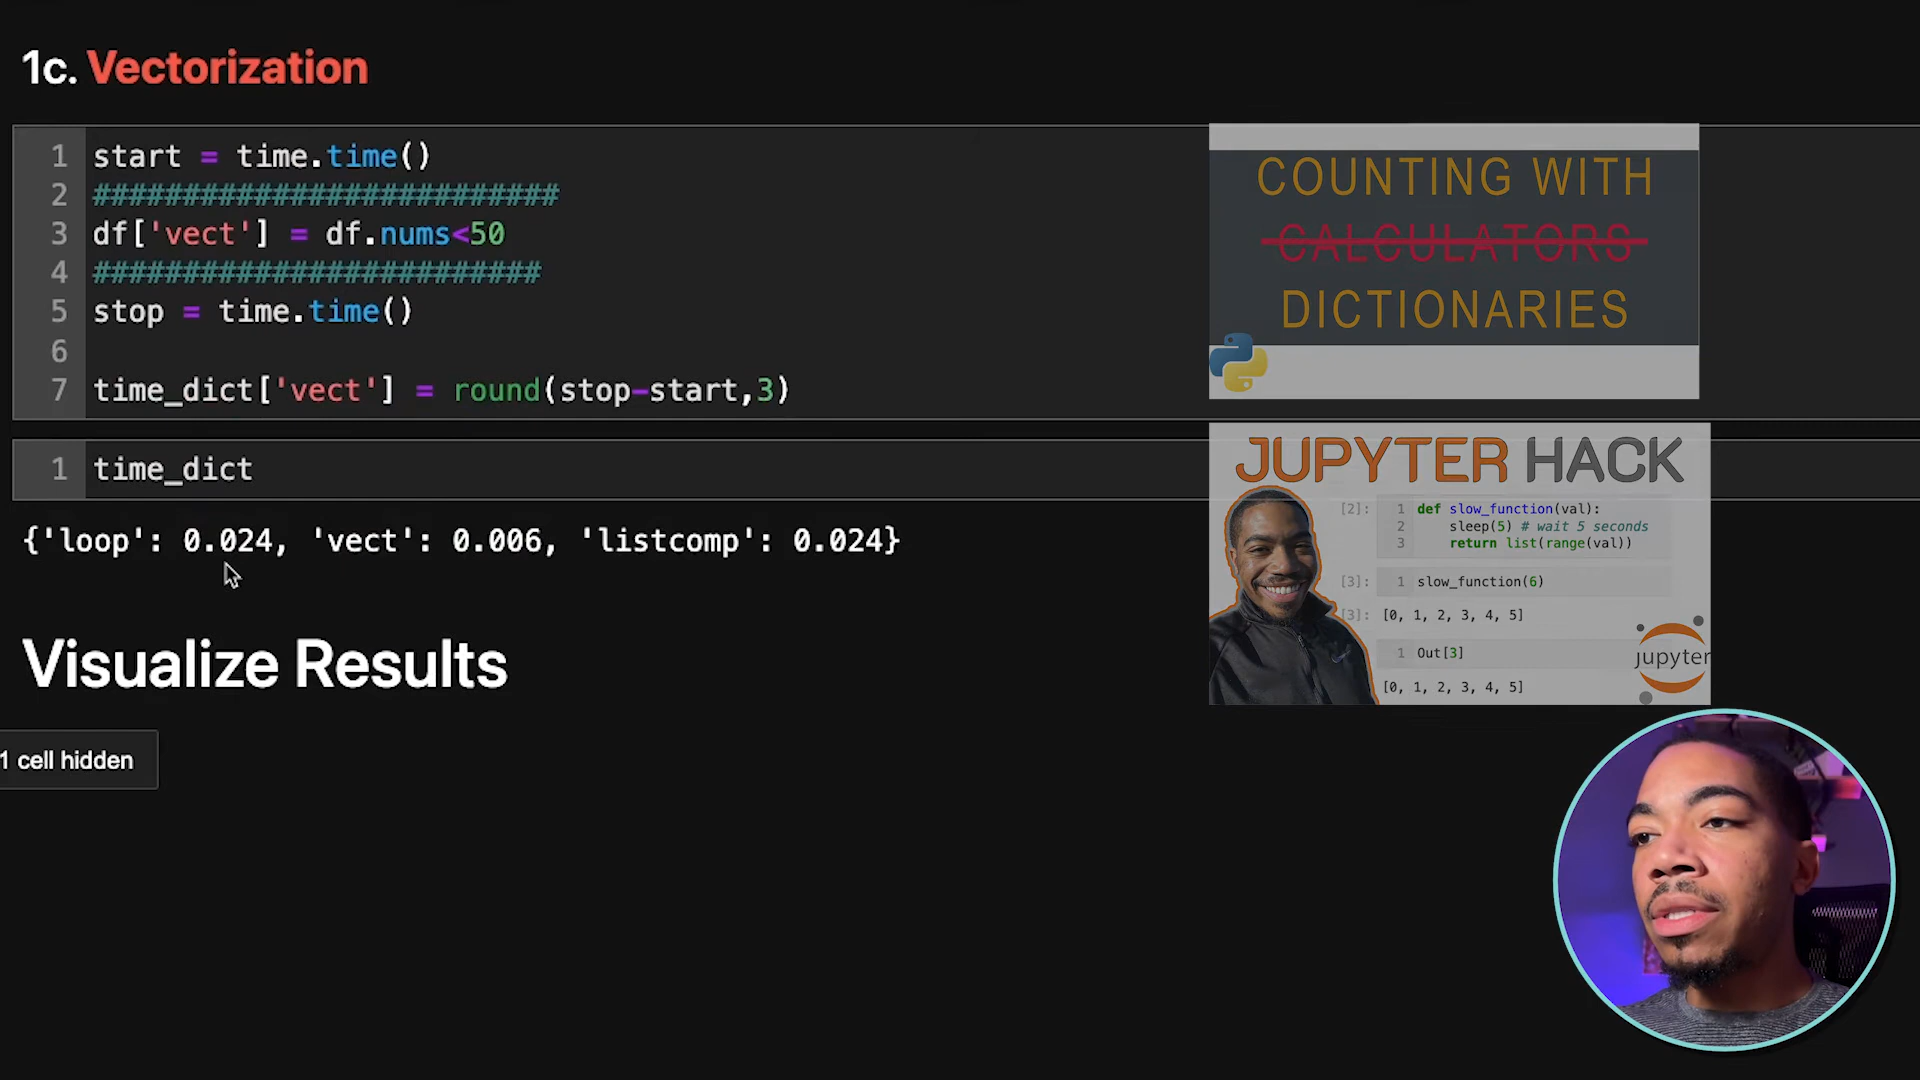 1c. Vectorization
1 start = time.time()
2 ##########################
3 df['vect'] = df.nums<50
4 #########################
5 stop = time.time()
6
7 time_dict['vect'] = round(stop-start,3)
1 time_dict
{'loop': 0.024, 'vect': 0.006, 'listcomp': 0.024}
Visualize Results
1 cell hidden
COUNTING WITH
CALCULATORS
DICTIONARIES
JUPYTER HACK
[2]: 1 def slow_function(val):
2 sleep(5) # wait 5 seconds
3 return list(range(val))
[3]: 1 slow_function(6)
[3]: [0, 1, 2, 3, 4, 5]
1 Out[3]
[0, 1, 2, 3, 4, 5]
jupyter